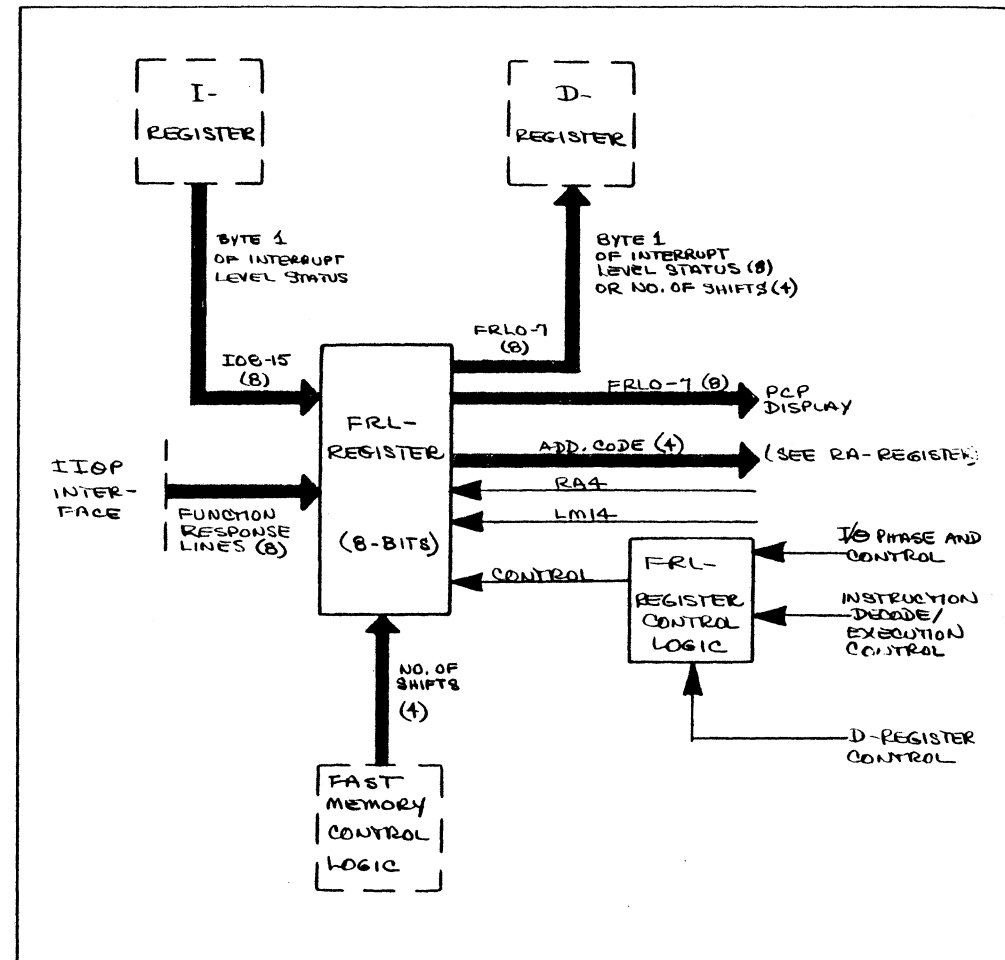 I-
REGISTER
D-
REGISTER
BYTE 1
OF INTERRUPT
LEVEL STATUS
BYTE 1
OF INTERRUPT
LEVEL STATUS (8)
OR NO. OF SHIFTS (4)
FRL0-7
(8)
I08-15
(8)
FRL0-7 (8)
PCP
DISPLAY
FRL-
REGISTER
(8-BITS)
ADD. CODE (4)
(SEE RA-REGISTER)
IIOP
INTER-
FACE
FUNCTION
RESPONSE
LINES (8)
RA4
LM14
CONTROL
FRL-
REGISTER
CONTROL
LOGIC
I/O PHASE AND
CONTROL
INSTRUCTION
DECODE/
EXECUTION
CONTROL
D-REGISTER
CONTROL
NO. OF
SHIFTS
(4)
FAST
MEMORY
CONTROL
LOGIC